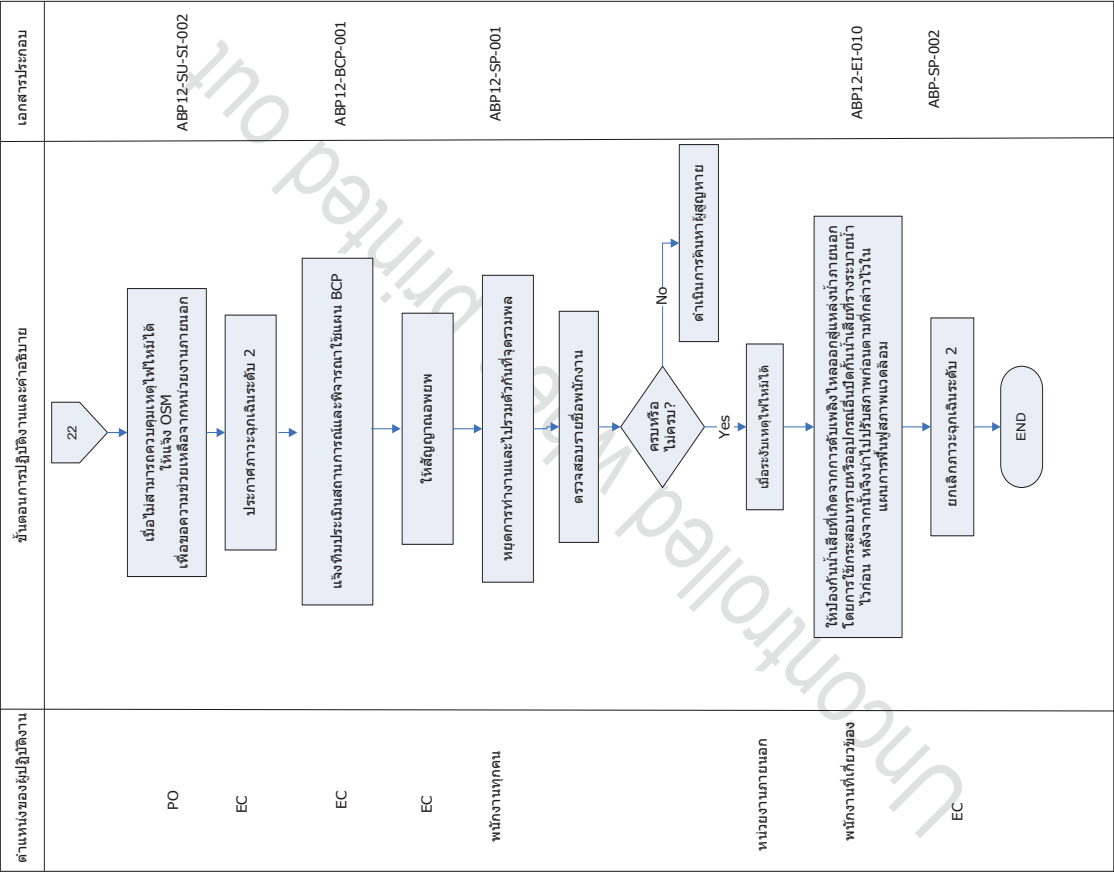 ตำแหน่งของผู้ปฏิบัติงาน
ขั้นตอนการปฏิบัติงานและคำอธิบาย
เอกสารประกอบ
22
PO
เมื่อไม่สามารถควบคุมเหตุไฟไหม้ได้
ให้แจ้ง OSM
เพื่อขอความช่วยเหลือจากหน่วยงานภายนอก
ABP12-SU-SI-002
EC
ประกาศภาวะฉุกเฉินระดับ 2
EC
แจ้งทีมประเมินสถานการณ์และพิจารณาใช้แผน BCP
ABP12-BCP-001
EC
ให้สัญญาณอพยพ
พนักงานทุกคน
หยุดการทำงานและไปรวมตัวกันที่จุดรวมพล
ABP12-SP-001
ตรวจสอบรายชื่อพนักงาน
ครบหรือ
ไม่ครบ?
No
ดำเนินการค้นหาผู้สูญหาย
Yes
หน่วยงานภายนอก
เมื่อระงับเหตุไฟไหม้ได้
พนักงานที่เกี่ยวข้อง
ให้ป้องกันน้ำเสียที่เกิดจากการดับเพลิงไหลออกสู่แหล่งน้ำภายนอก
โดยการใช้กระสอบทรายหรืออุปกรณ์อื่นปิดกั้นน้ำเสียที่รางระบายน้ำ
ไว้ก่อน หลังจากนั้นจึงนำไปปรับสภาพก่อนตามที่กล่าวไว้ใน
แผนการฟื้นฟูสภาพแวดล้อม
ABP12-EI-010
EC
ยกเลิกภาวะฉุกเฉินระดับ 2
ABP-SP-002
END
Uncontrolled when printed out